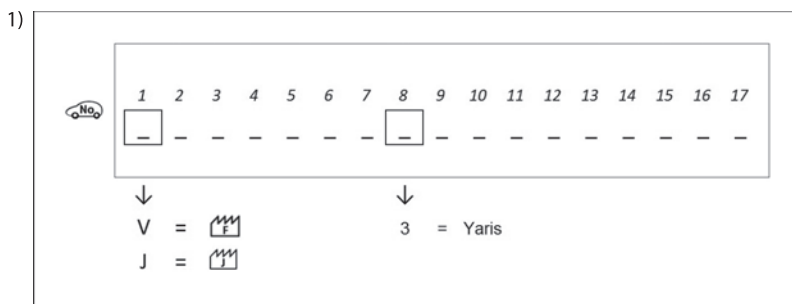 1)
1 2 3 4 5 6 7 8 9 10 11 12 13 14 15 16 17
No.
_ _ _ _ _ _ _ _ _ _ _ _ _ _ _ _ _
↓ ↓
V = F 3 = Yaris
J = J